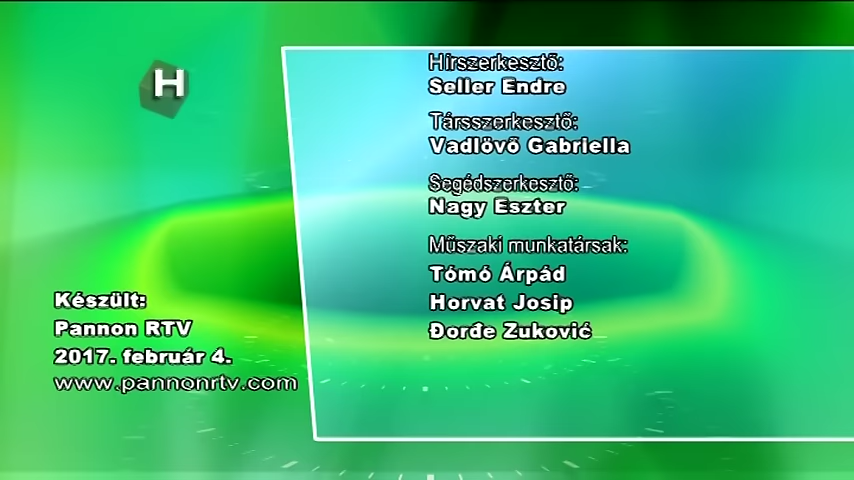 H
Hírszerkesztő:
Seller Endre
Társszerkesztő:
Vadlövő Gabriella
Segédszerkesztő:
Nagy Eszter
Műszaki munkatársak:
Tómó Árpád
Horvat Josip
Đorđe Zuković
Készült:
Pannon RTV
2017. február 4.
www.pannonrtv.com